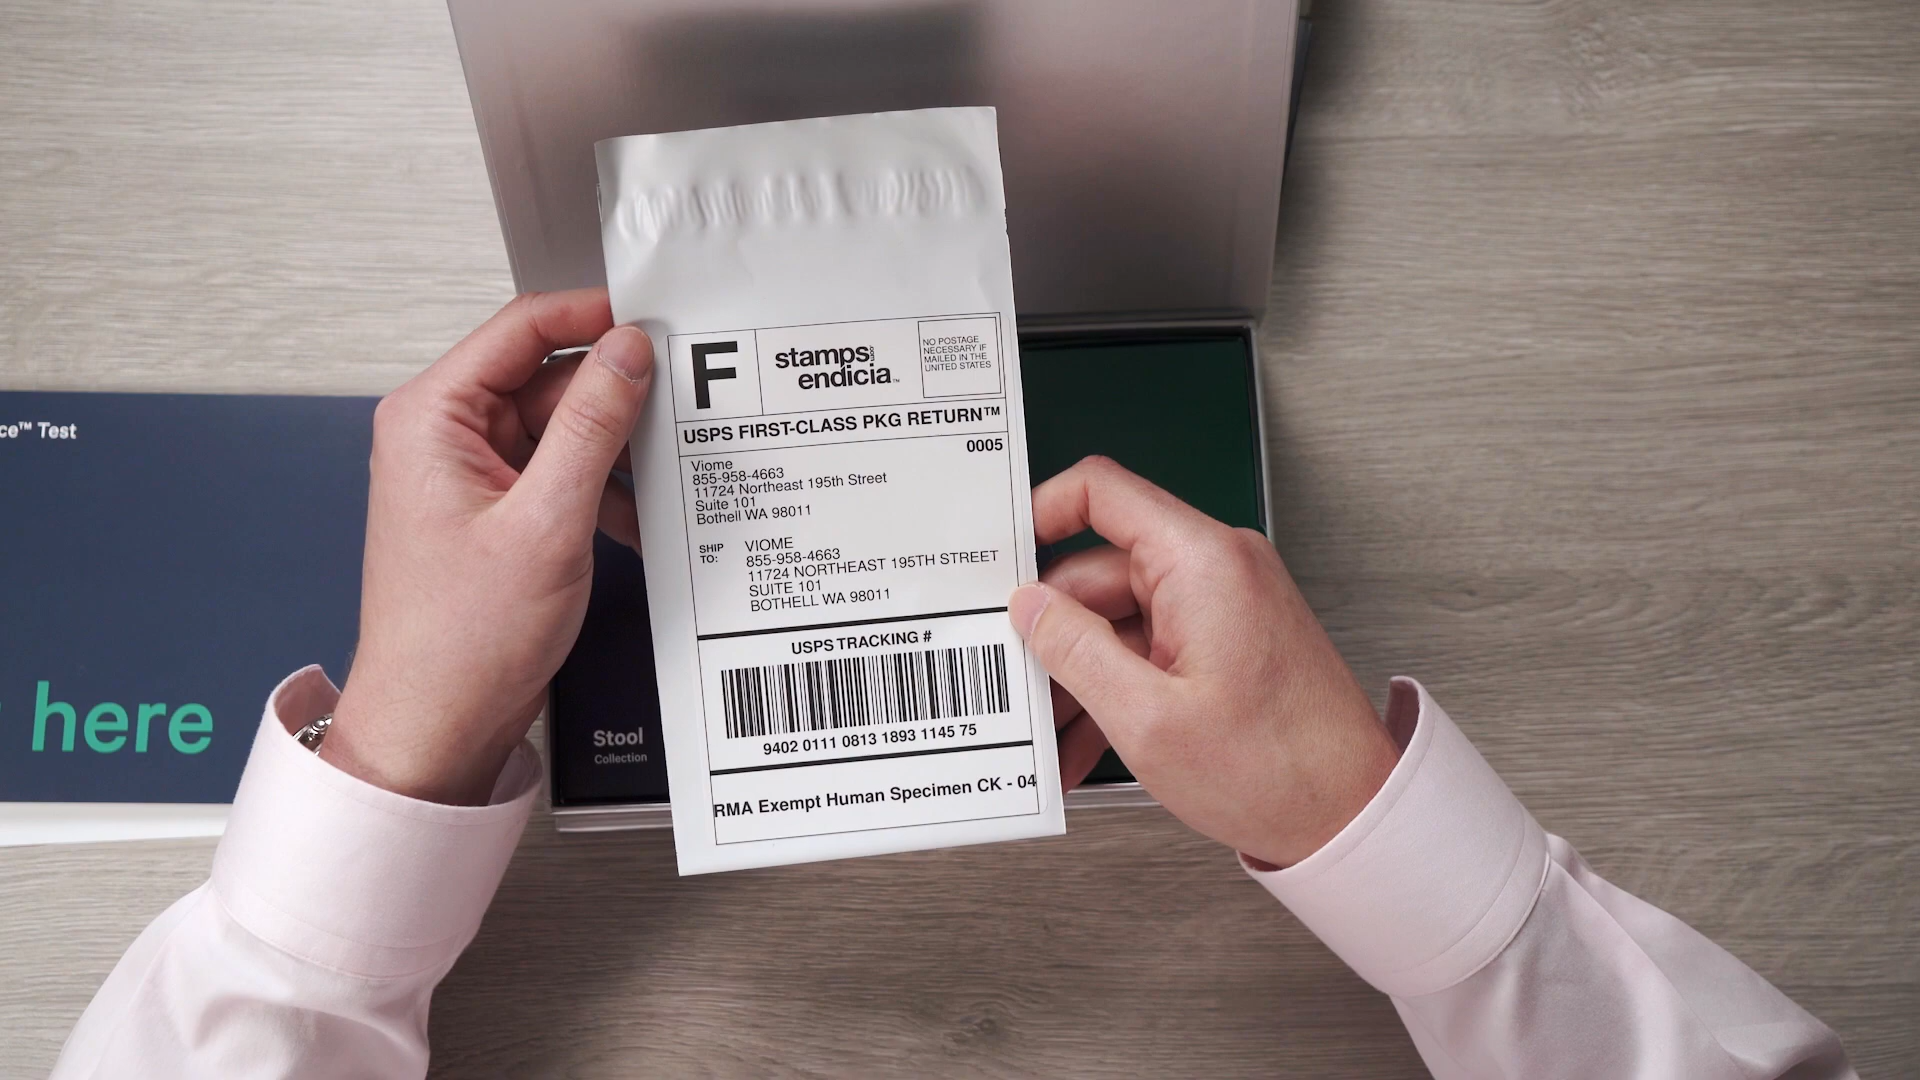 ce™ Test
here
F
stamps.com
endicia™
NO POSTAGE
NECESSARY IF
MAILED IN THE
UNITED STATES
USPS FIRST-CLASS PKG RETURN™
0005
Viome
855-958-4663
11724 Northeast 195th Street
Suite 101
Bothell WA 98011
SHIP
TO:
VIOME
855-958-4663
11724 NORTHEAST 195TH STREET
SUITE 101
BOTHELL WA 98011
USPS TRACKING #
9402 0111 0813 1893 1145 75
RMA Exempt Human Specimen CK - 04
Stool
Collection